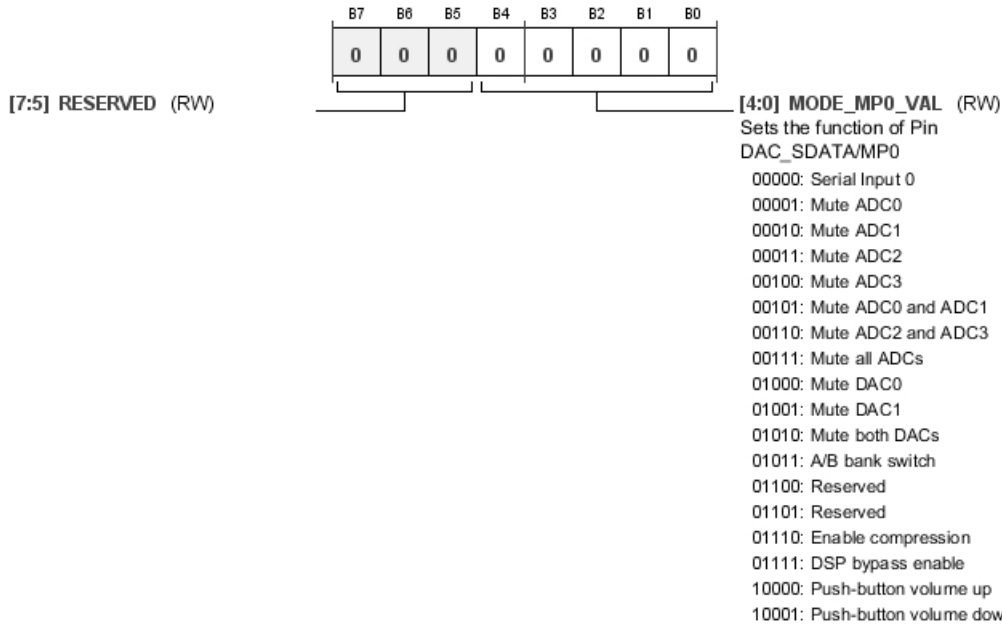 B7 B6 B5 B4 B3 B2 B1 B0
0 0 0 0 0 0 0 0
[7:5] RESERVED (RW)
[4:0] MODE_MP0_VAL (RW)
Sets the function of Pin
DAC_SDATA/MP0
00000: Serial Input 0
00001: Mute ADC0
00010: Mute ADC1
00011: Mute ADC2
00100: Mute ADC3
00101: Mute ADC0 and ADC1
00110: Mute ADC2 and ADC3
00111: Mute all ADCs
01000: Mute DAC0
01001: Mute DAC1
01010: Mute both DACs
01011: A/B bank switch
01100: Reserved
01101: Reserved
01110: Enable compression
01111: DSP bypass enable
10000: Push-button volume up
10001: Push-button volume dow